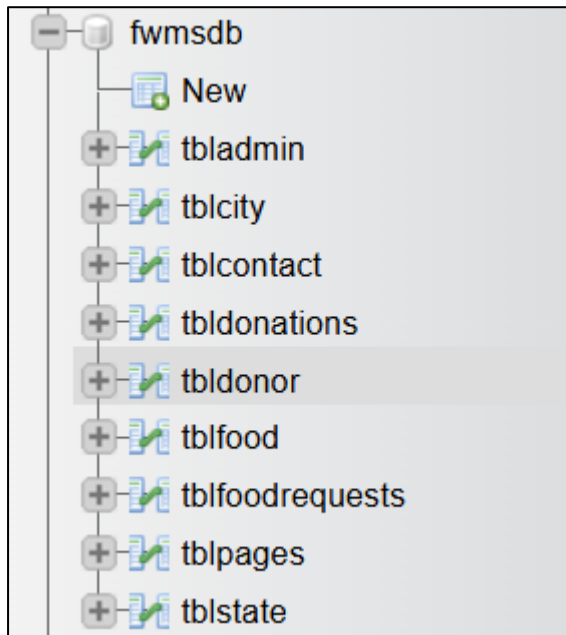 fwmsdb
New
tbladmin
tblcity
tblcontact
tbldonations
tbldonor
tblfood
tblfoodrequests
tblpages
tblstate